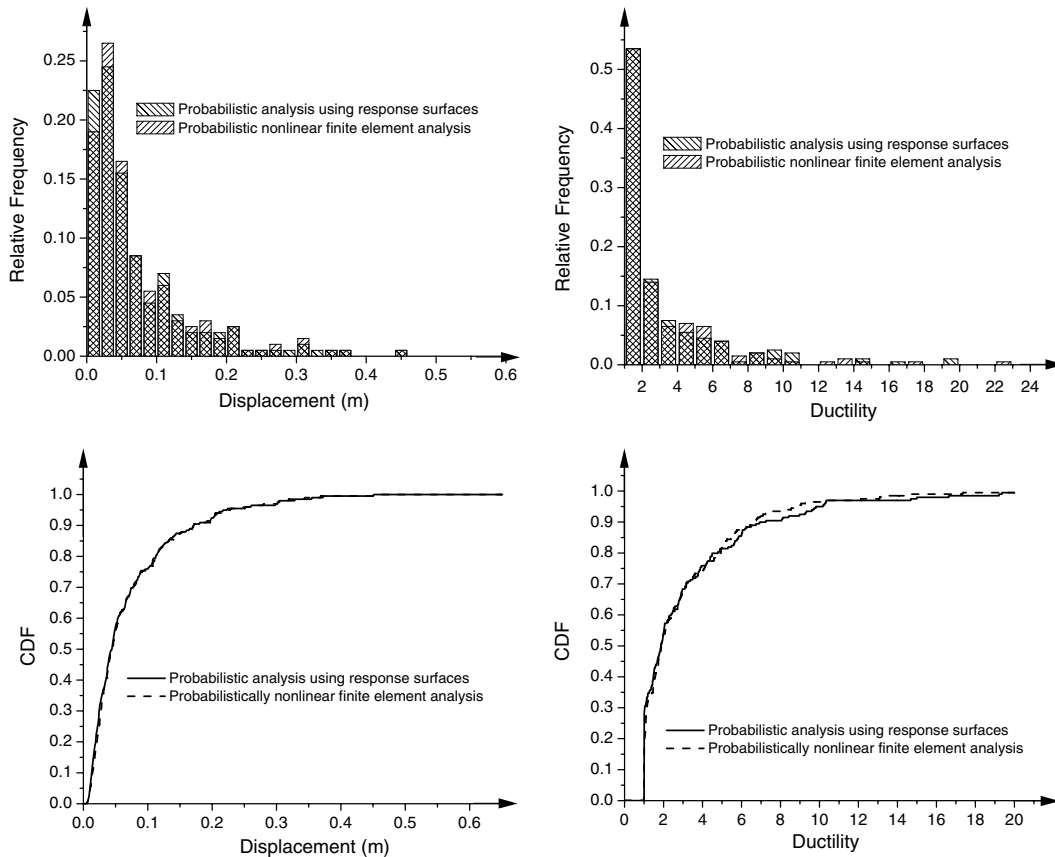 0.25
0.20
0.15
0.10
0.05
0.00
Relative Frequency
Probabilistic analysis using response surfaces
Probabilistic nonlinear finite element analysis
0.0 0.1 0.2 0.3 0.4 0.5 0.6
Displacement (m)
0.5
0.4
0.3
0.2
0.1
0.0
Relative Frequency
Probabilistic analysis using response surfaces
Probabilistic nonlinear finite element analysis
2 4 6 8 10 12 14 16 18 20 22 24
Ductility
1.0
0.9
0.8
0.7
0.6
0.5
0.4
0.3
0.2
0.1
0.0
CDF
Probabilistic analysis using response surfaces
Probabilistically nonlinear finite element analysis
0.0 0.1 0.2 0.3 0.4 0.5 0.6
Displacement (m)
1.0
0.9
0.8
0.7
0.6
0.5
0.4
0.3
0.2
0.1
0.0
CDF
Probabilistic analysis using response surfaces
Probabilistically nonlinear finite element analysis
0 2 4 6 8 10 12 14 16 18 20
Ductility